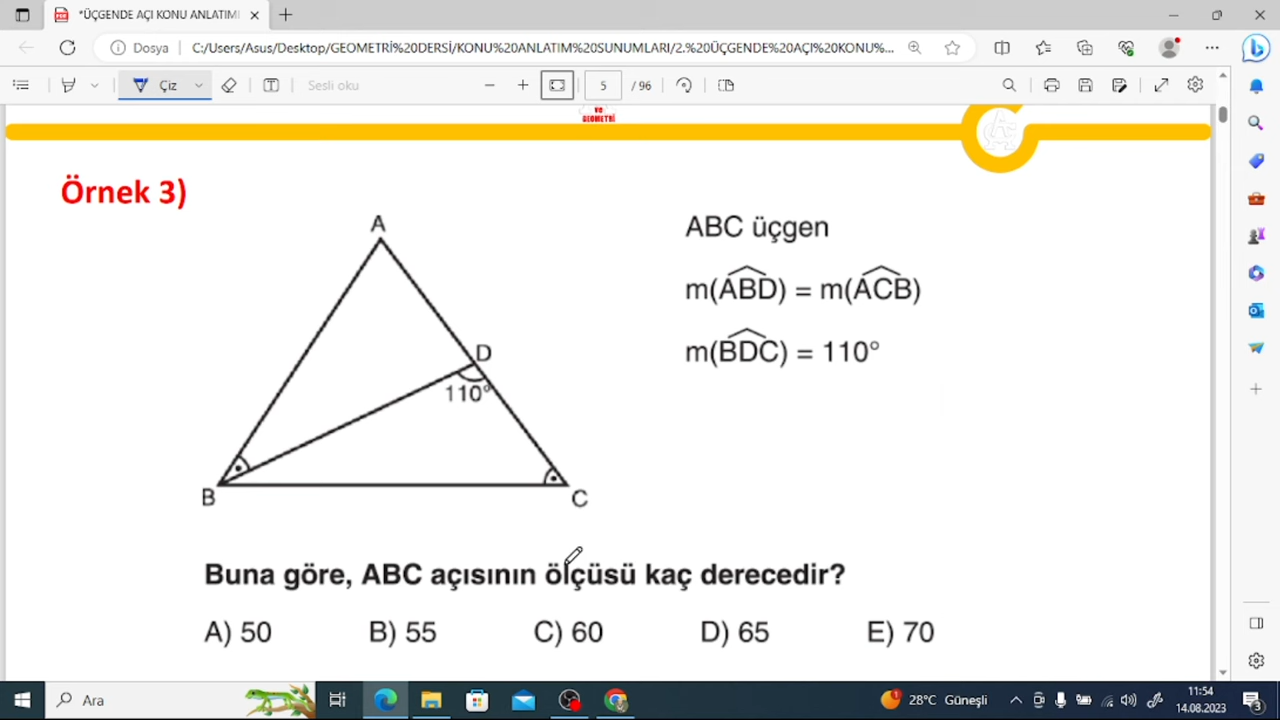 *ÜÇGENDE AÇI KONU ANLATIMI
Dosya
C:/Users/Asus/Desktop/GEOMETRİ%20DERSİ/KONU%20ANLATIM%20SUNUMLARI/2.%20ÜÇGENDE%20AÇI%20KONU%...
Çiz
Sesli oku
5 / 96
VE
GEOMETRİ
Örnek 3)
A
D
110°
B
C
ABC üçgen
m(ABD) = m(ACB)
m(BDC) = 110°
Buna göre, ABC açısının ölçüsü kaç derecedir?
A) 50 B) 55 C) 60 D) 65 E) 70
Ara
28°C Güneşli
11:54
14.08.2023